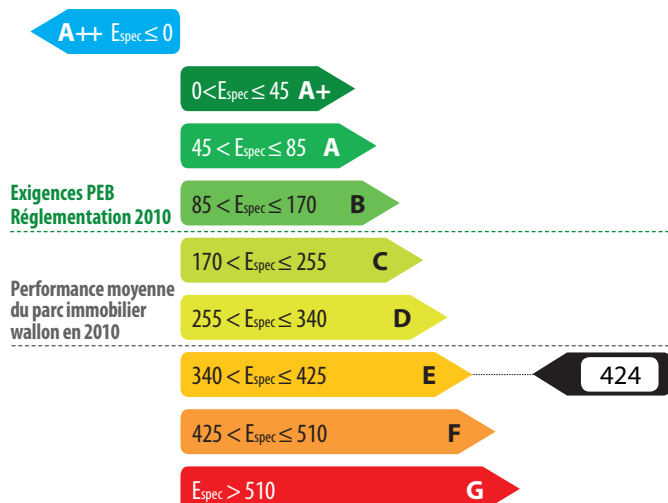 A++ Espec ≤ 0
0<Espec ≤ 45 A+
45 < Espec ≤ 85 A
Exigences PEB
Réglementation 2010
85 < Espec ≤ 170 B
170 < Espec ≤ 255 C
Performance moyenne
du parc immobilier
wallon en 2010
255 < Espec ≤ 340 D
340 < Espec ≤ 425 E 424
425 < Espec ≤ 510 F
Espec > 510 G